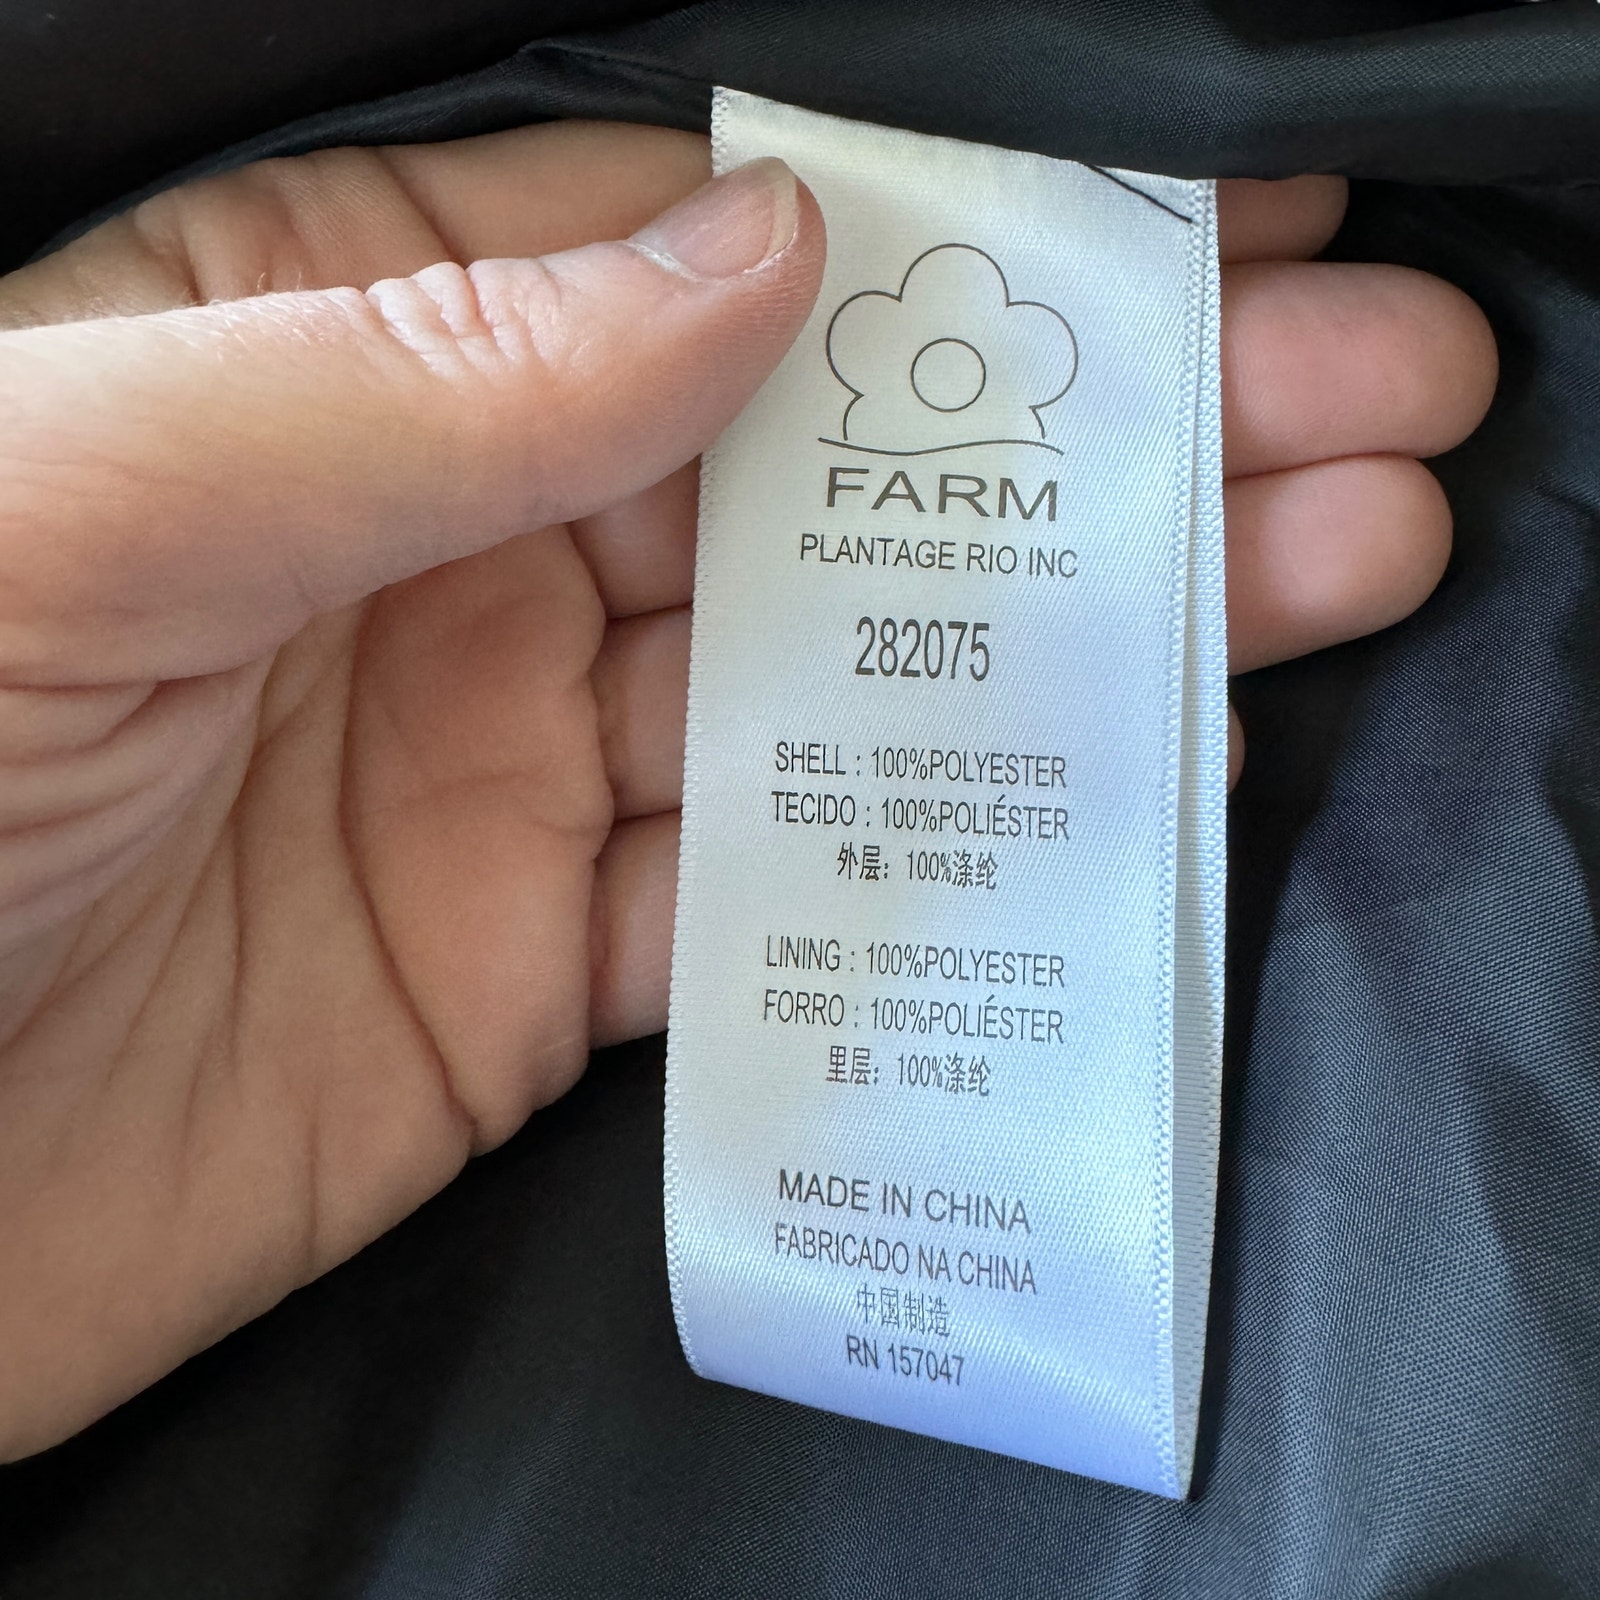 FARM
PLANTAGE RIO INC
282075
SHELL : 100%POLYESTER
TECIDO : 100%POLIÉSTER
外层：100%涤纶
LINING : 100%POLYESTER
FORRO : 100%POLIÉSTER
里层：100%涤纶
MADE IN CHINA
FABRICADO NA CHINA
中国制造
RN 157047